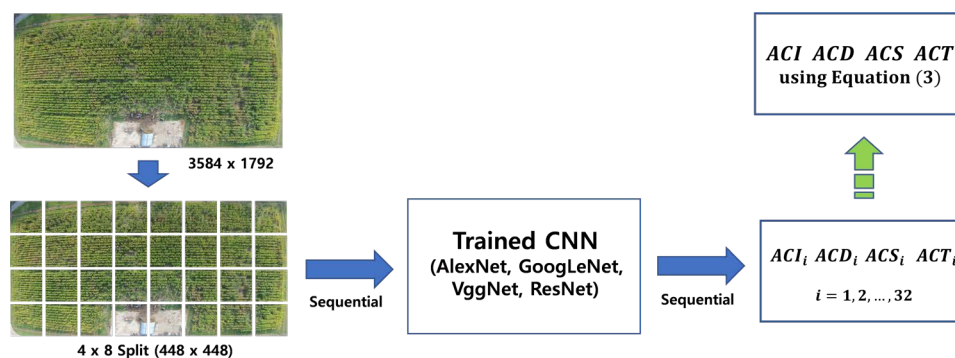 3584 x 1792
4 x 8 Split (448 x 448)
Sequential
Trained CNN
(AlexNet, GoogLeNet,
VggNet, ResNet)
Sequential
ACI ACD ACS ACT
using Equation (3)
ACIᵢ ACDᵢ ACSᵢ ACTᵢ
i = 1, 2, ..., 32